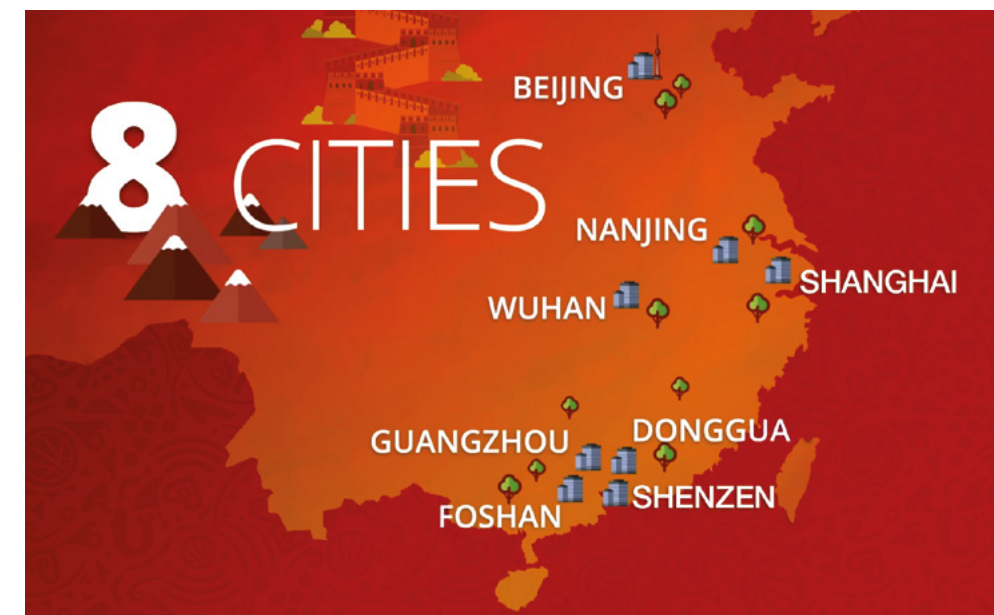 BEIJING
8 CITIES
NANJING
SHANGHAI
WUHAN
DONGGUA
GUANGZHOU
SHENZEN
FOSHAN